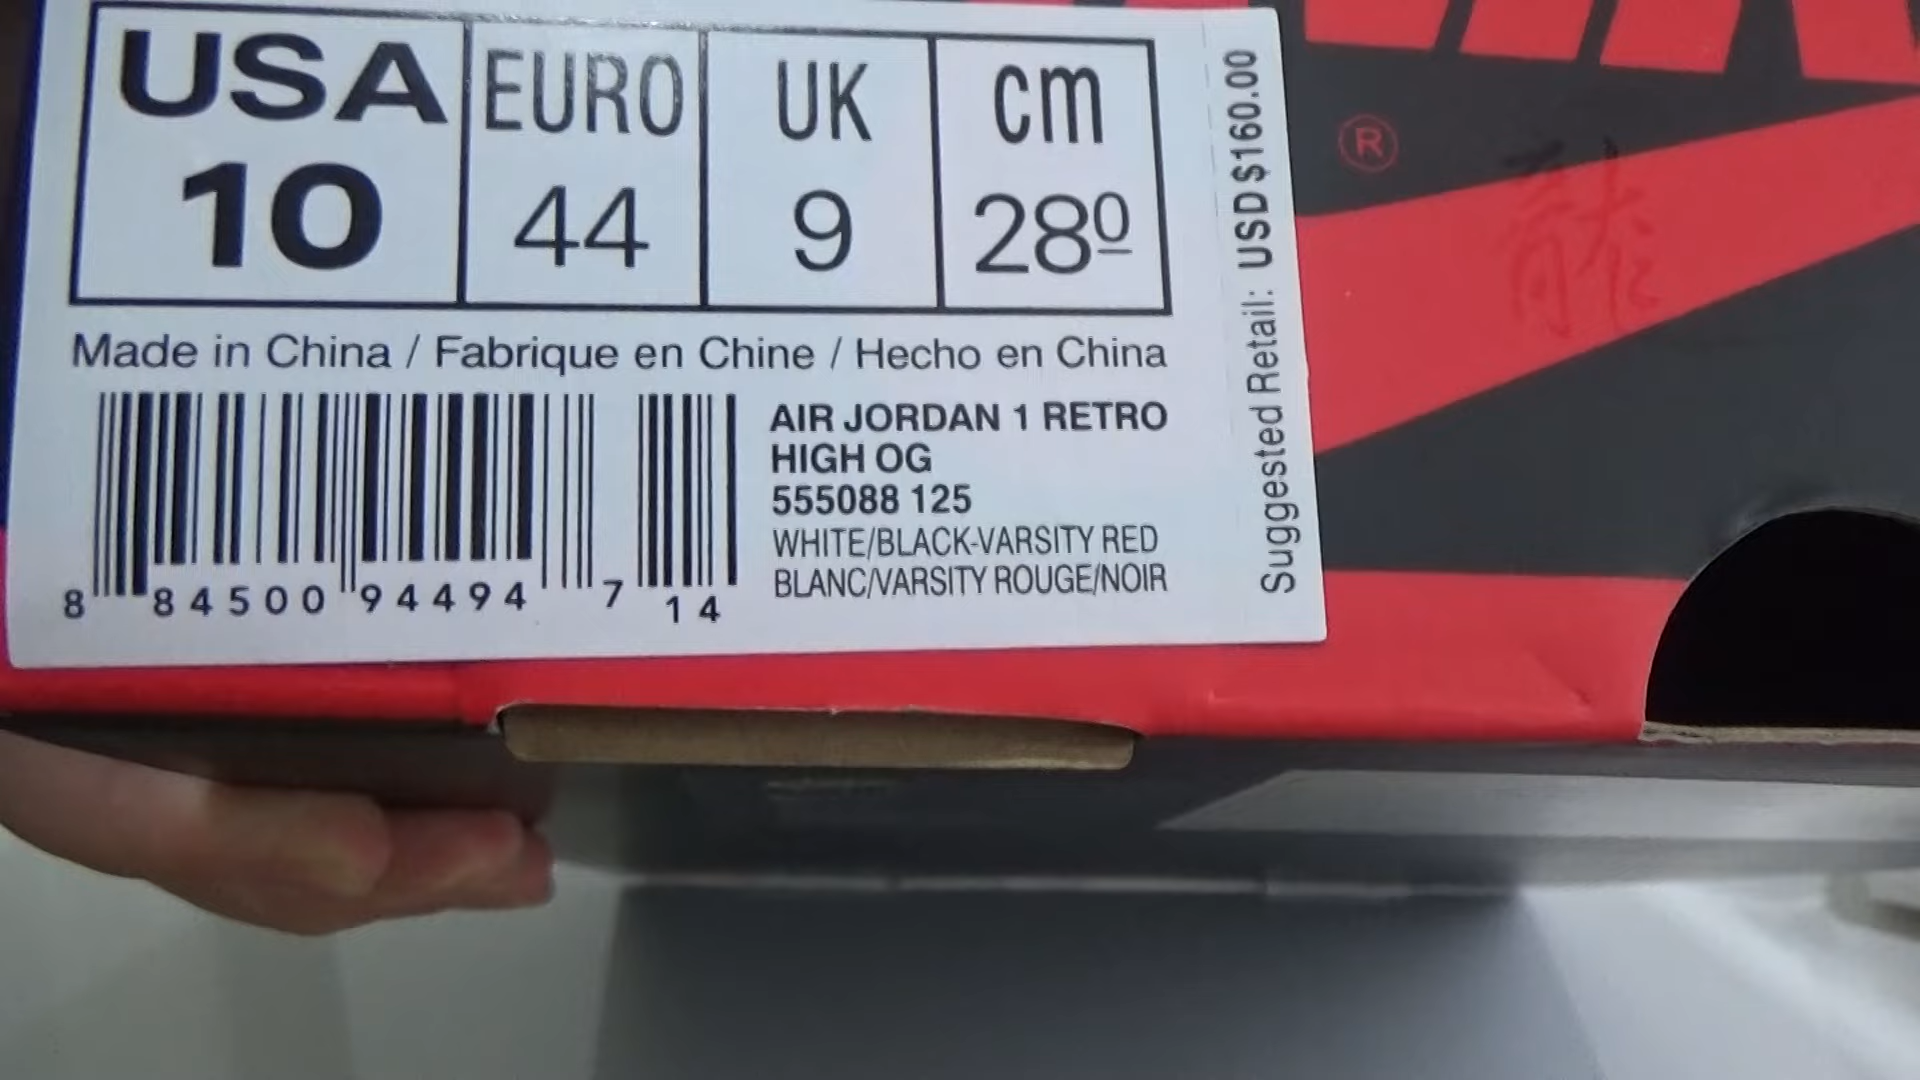 USA EURO UK cm
10 44 9 28⁰
Made in China / Fabrique en Chine / Hecho en China
AIR JORDAN 1 RETRO
HIGH OG
555088 125
WHITE/BLACK-VARSITY RED
BLANC/VARSITY ROUGE/NOIR
8 84500 94494 7 14
Suggested Retail: USD $160.00
®